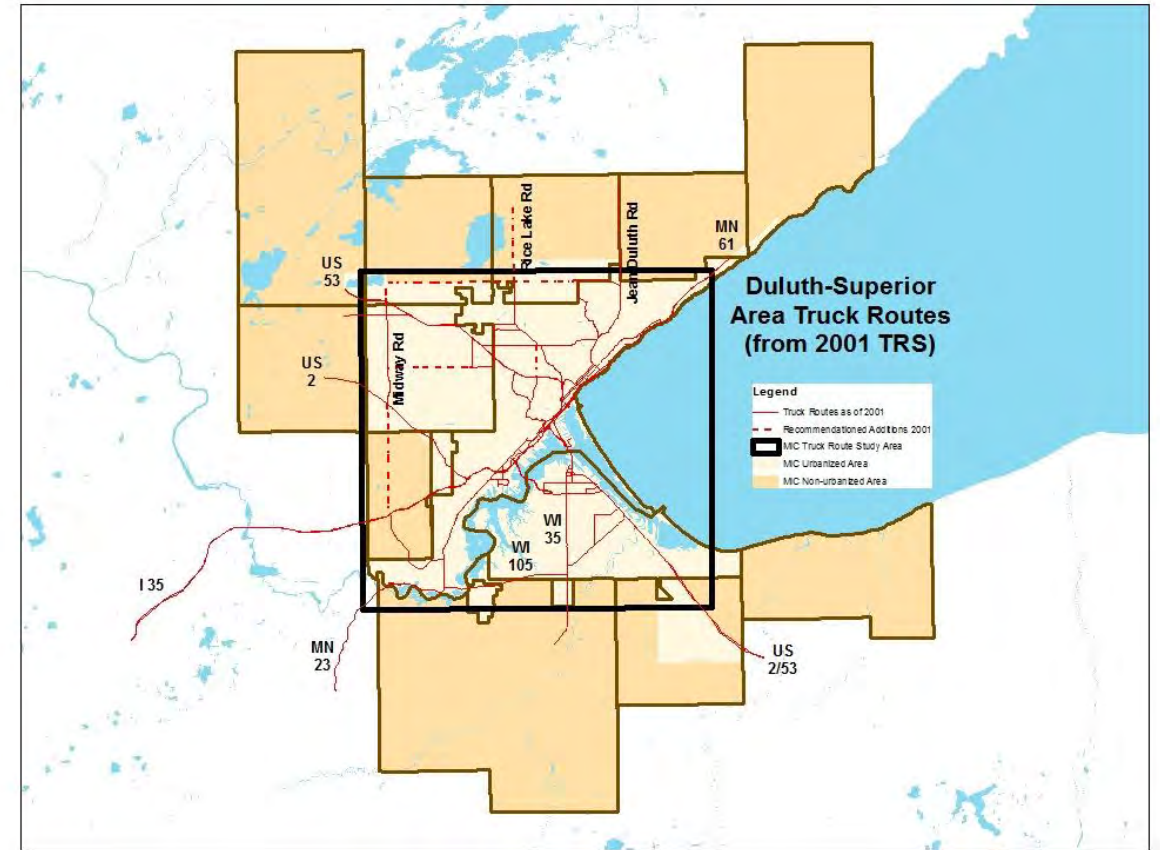 Rice Lake Rd
Jean Duluth Rd
MN
61
US
53
Duluth-Superior
Area Truck Routes
(from 2001 TRS)
Midway Rd
US
2
Legend
Truck Routes as of 2001
Recommendationed Additions 2001
MIC Truck Route Study Area
MIC Urbanized Area
MIC Non-urbanized Area
WI
35
WI
105
I 35
MN
23
US
2/53